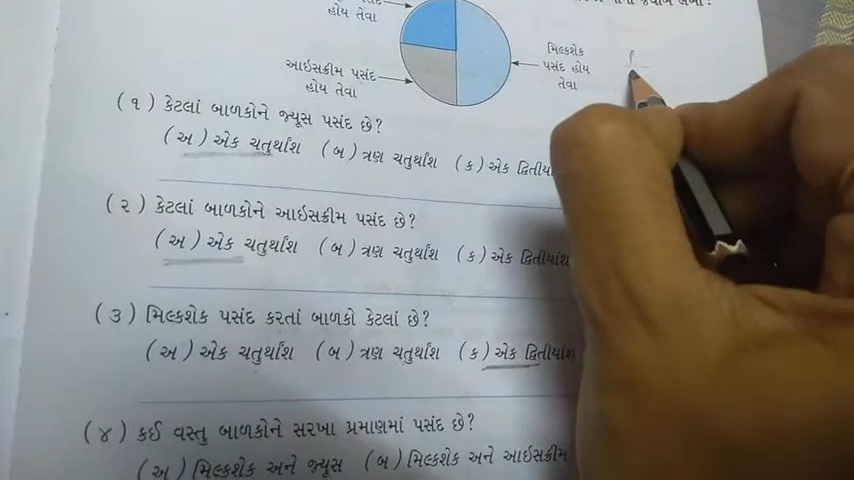 હોય તેવા
આઇસક્રીમ પસંદ
હોય તેવા
મિલ્કશેક
પસંદ હોય
તેવા
(૧) કેટલાં બાળકોને જ્યૂસ પસંદ છે?
(અ) એક ચતુર્થાંશ (બ) ત્રણ ચતુર્થાંશ (ક) એક દ્વિતીયાં
(૨) કેટલાં બાળકોને આઇસક્રીમ પસંદ છે?
(અ) એક ચતુર્થાંશ (બ) ત્રણ ચતુર્થાંશ (ક) એક દ્વિતીયાંશ
(૩) મિલ્કશેક પસંદ કરતાં બાળકો કેટલાં છે?
(અ) એક ચતુર્થાંશ (બ) ત્રણ ચતુર્થાંશ (ક) એક દ્વિતીયાંશ
(૪) કઈ વસ્તુ બાળકોને સરખા પ્રમાણમાં પસંદ છે?
(અ) મિલ્કશેક અને જ્યૂસ (બ) મિલ્કશેક અને આઇસક્રીમ